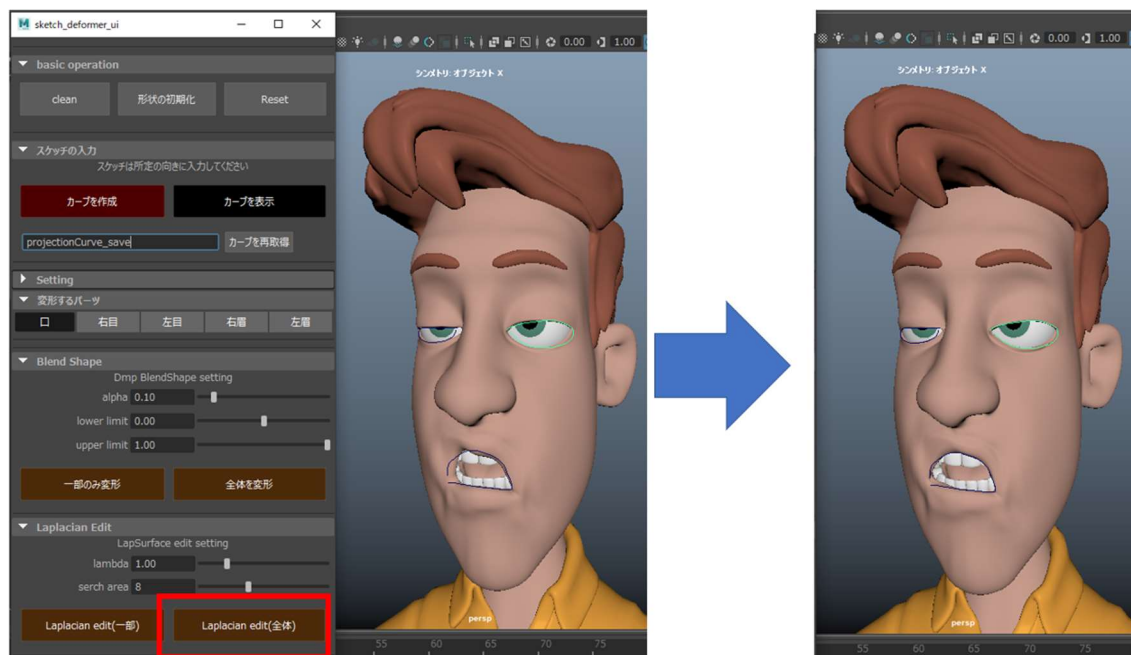 sketch_deformer_ui
basic operation
clean 形状の初期化 Reset
スケッチの入力
スケッチは所定の向きに入力してください
カーブを作成 カーブを表示
projectionCurve_save カーブを再取得
Setting
変形するパーツ
口 右目 左目 右眉 左眉
Blend Shape
Dmp BlendShape setting
alpha 0.10
lower limit 0.00
upper limit 1.00
一部のみ変形 全体を変形
Laplacian Edit
LapSurface edit setting
lambda 1.00
serch area 8
Laplacian edit(一部) Laplacian edit(全体)
0.00 1.00
シンメトリ: オブジェクト X
persp
55 60 65 70 75
0.00 1.00
シンメトリ: オブジェクト X
persp
55 60 65 70 75